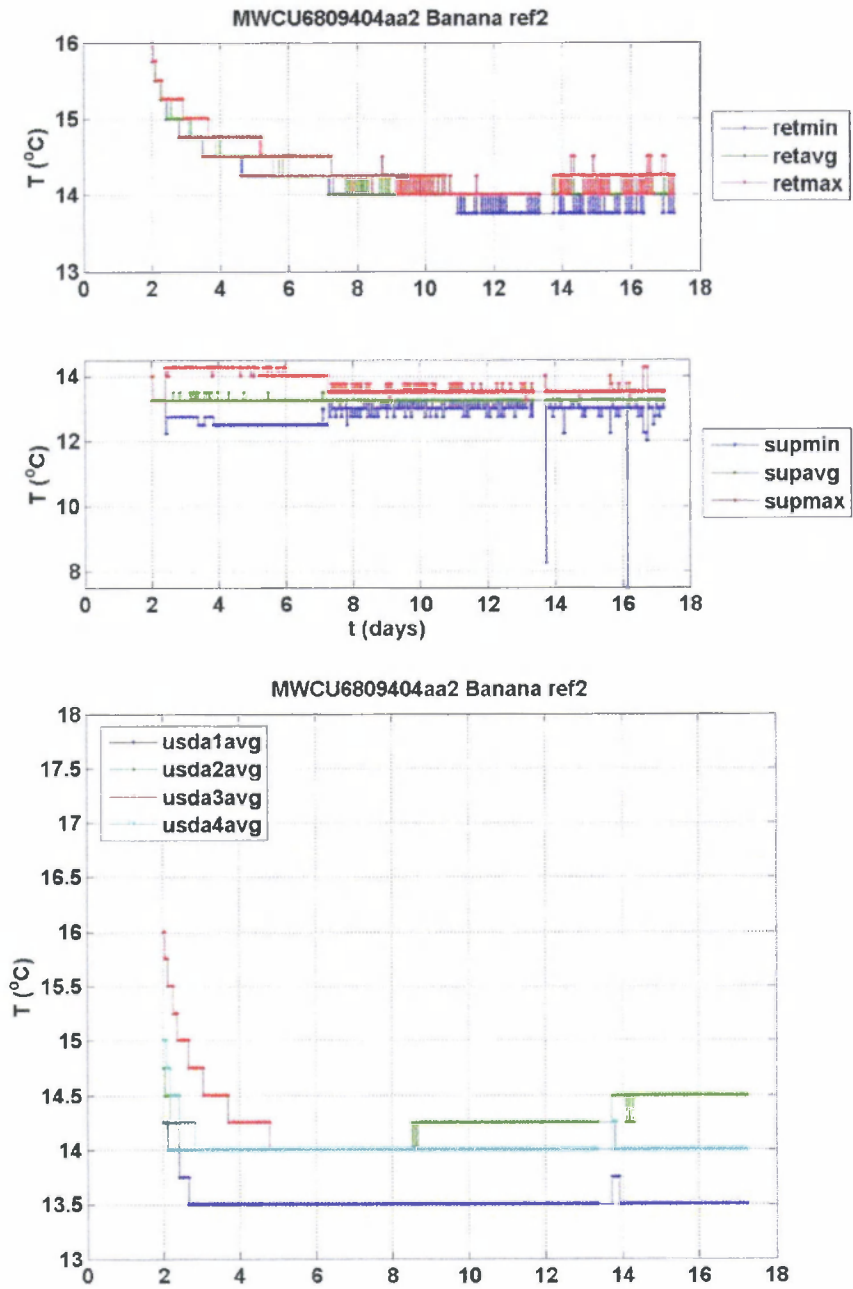 MWCU6809404aa2 Banana ref2
16
15
14
13
T (°C)
0 2 4 6 8 10 12 14 16 18
retmin
retavg
retmax
14
12
10
8
T (°C)
0 2 4 6 8 10 12 14 16 18
t (days)
supmin
supavg
supmax
MWCU6809404aa2 Banana ref2
18
17.5
17
16.5
16
15.5
15
14.5
14
13.5
13
T (°C)
usda1avg
usda2avg
usda3avg
usda4avg
0 2 4 6 8 10 12 14 16 18